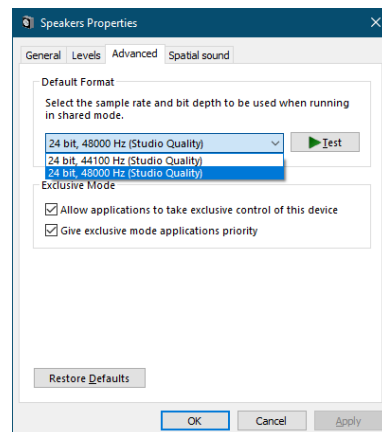 Speakers Properties
General Levels Advanced Spatial sound
Default Format
Select the sample rate and bit depth to be used when running
in shared mode.
24 bit, 48000 Hz (Studio Quality)
Test
24 bit, 44100 Hz (Studio Quality)
24 bit, 48000 Hz (Studio Quality)
Exclusive Mode
Allow applications to take exclusive control of this device
Give exclusive mode applications priority
Restore Defaults
OK Cancel Apply